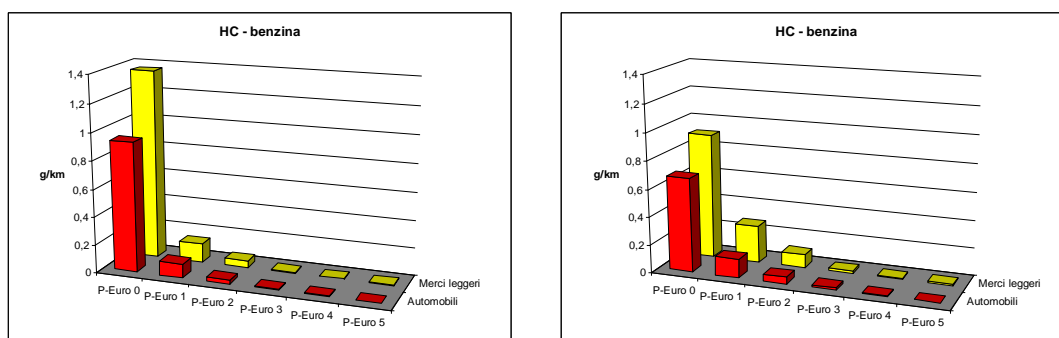 HC - benzina
1,4
1,2
1
0,8
g/km
0,6
0,4
0,2
0
P-Euro 0
P-Euro 1
P-Euro 2
P-Euro 3
P-Euro 4
P-Euro 5
Merci leggeri
Automobili
HC - benzina
1,4
1,2
1
0,8
g/km
0,6
0,4
0,2
0
P-Euro 0
P-Euro 1
P-Euro 2
P-Euro 3
P-Euro 4
P-Euro 5
Merci leggeri
Automobili